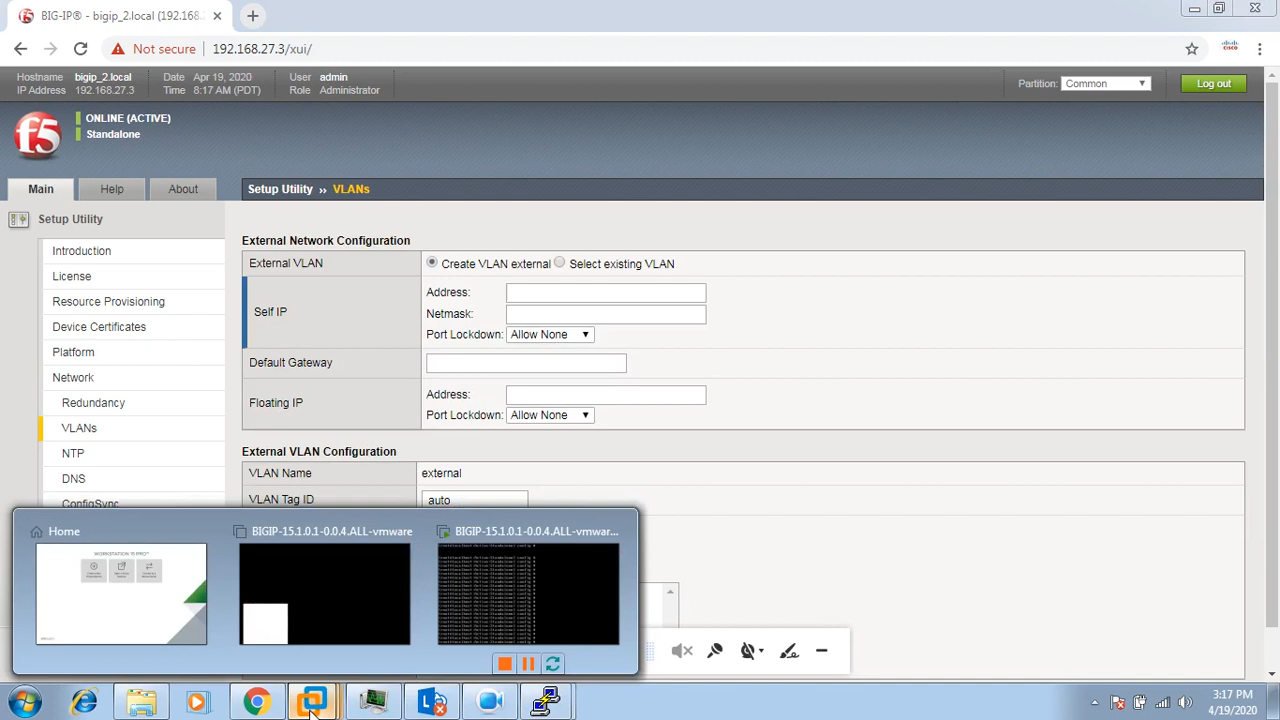 BIG-IP® - bigip_2.local (192.168.
Not secure
192.168.27.3/xui/
Hostname bigip_2.local Date Apr 19, 2020 User admin
IP Address 192.168.27.3 Time 8:17 AM (PDT) Role Administrator
Partition: Common
Log out
f5
ONLINE (ACTIVE)
Standalone
Main Help About
Setup Utility ›› VLANs
Setup Utility
Introduction
License
Resource Provisioning
Device Certificates
Platform
Network
Redundancy
VLANs
NTP
DNS
ConfigSync
External Network Configuration
External VLAN Create VLAN external Select existing VLAN
Self IP
Address:
Netmask:
Port Lockdown: Allow None
Default Gateway
Floating IP
Address:
Port Lockdown: Allow None
External VLAN Configuration
VLAN Name external
VLAN Tag ID auto
Home
BIGIP-15.1.0.1-0.0.4.ALL-vmware
BIGIP-15.1.0.1-0.0.4.ALL-vmwar...
WORKSTATION 15 PRO™
3:17 PM
4/19/2020